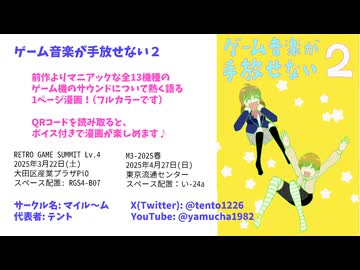 ゲーム音楽が手放せない2
前作よりマニアックな全13機種の
ゲーム機のサウンドについて熱く語る
1ページ漫画！(フルカラーです)
QRコードを読み取ると、
ボイス付きで漫画が楽しめます♪
RETRO GAME SUMMIT Lv.4
2025年3月22日(土)
大田区産業プラザPiO
スペース配置: RGS4-B07
M3-2025春
2025年4月27日(日)
東京流通センター
スペース配置：い-24a
サークル名: マイル〜ム
代表者: テント
X(Twitter): @tento1226
YouTube: @yamucha1982
ゲーム音楽が
手放せない
2